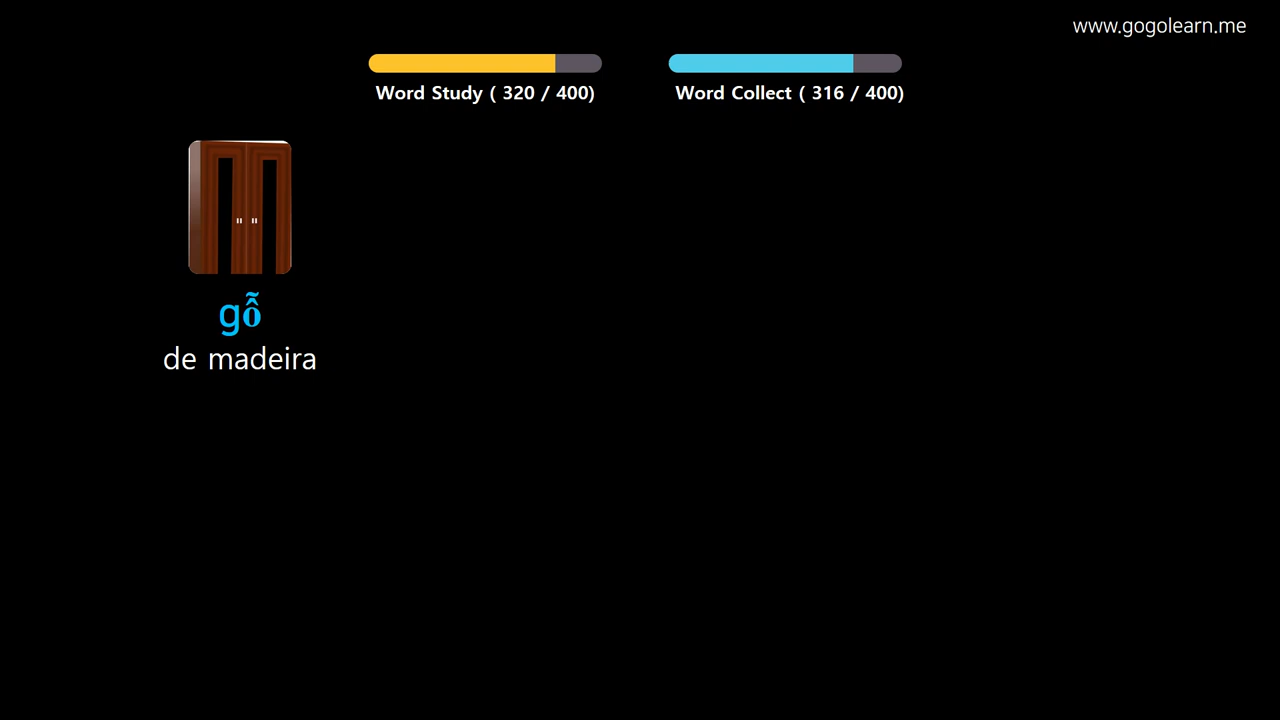 www.gogolearn.me
Word Study ( 320 / 400)
Word Collect ( 316 / 400)
gỗ
de madeira